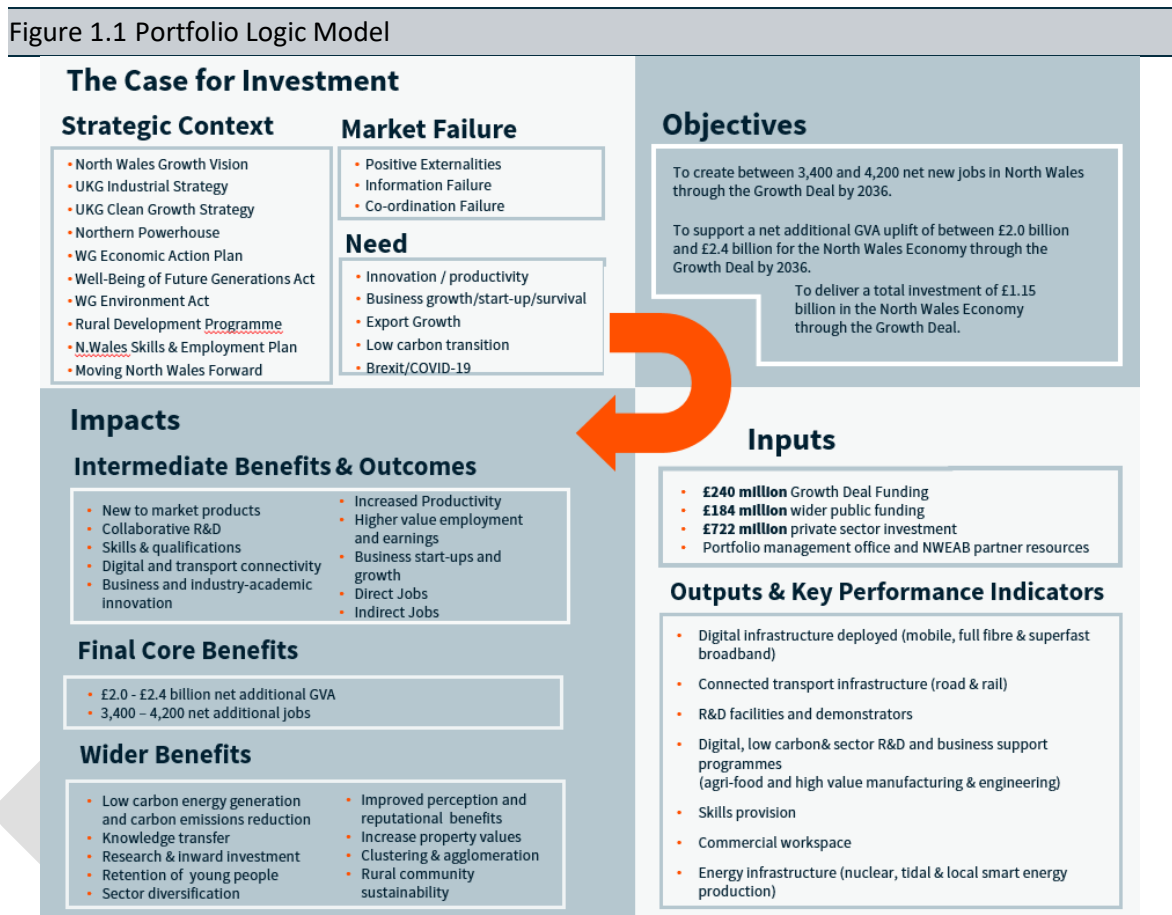 Figure 1.1 Portfolio Logic Model
The Case for Investment
Strategic Context
• North Wales Growth Vision
• UKG Industrial Strategy
• UKG Clean Growth Strategy
• Northern Powerhouse
• WG Economic Action Plan
• Well-Being of Future Generations Act
• WG Environment Act
• Rural Development Programme
• N.Wales Skills & Employment Plan
• Moving North Wales Forward
Market Failure
• Positive Externalities
• Information Failure
• Co-ordination Failure
Need
• Innovation / productivity
• Business growth/start-up/survival
• Export Growth
• Low carbon transition
• Brexit/COVID-19
Objectives
To create between 3,400 and 4,200 net new jobs in North Wales
through the Growth Deal by 2036.
To support a net additional GVA uplift of between £2.0 billion
and £2.4 billion for the North Wales Economy through the
Growth Deal by 2036.
To deliver a total investment of £1.15
billion in the North Wales Economy
through the Growth Deal.
Impacts
Intermediate Benefits & Outcomes
• New to market products
• Collaborative R&D
• Skills & qualifications
• Digital and transport connectivity
• Business and industry-academic
innovation
• Increased Productivity
• Higher value employment
and earnings
• Business start-ups and
growth
• Direct Jobs
• Indirect Jobs
Final Core Benefits
• £2.0 - £2.4 billion net additional GVA
• 3,400 – 4,200 net additional jobs
Wider Benefits
• Low carbon energy generation
and carbon emissions reduction
• Knowledge transfer
• Research & inward investment
• Retention of young people
• Sector diversification
• Improved perception and
reputational benefits
• Increase property values
• Clustering & agglomeration
• Rural community
sustainability
Inputs
• £240 million Growth Deal Funding
• £184 million wider public funding
• £722 million private sector investment
• Portfolio management office and NWEAB partner resources
Outputs & Key Performance Indicators
• Digital infrastructure deployed (mobile, full fibre & superfast
broadband)
• Connected transport infrastructure (road & rail)
• R&D facilities and demonstrators
• Digital, low carbon& sector R&D and business support
programmes
(agri-food and high value manufacturing & engineering)
• Skills provision
• Commercial workspace
• Energy infrastructure (nuclear, tidal & local smart energy
production)